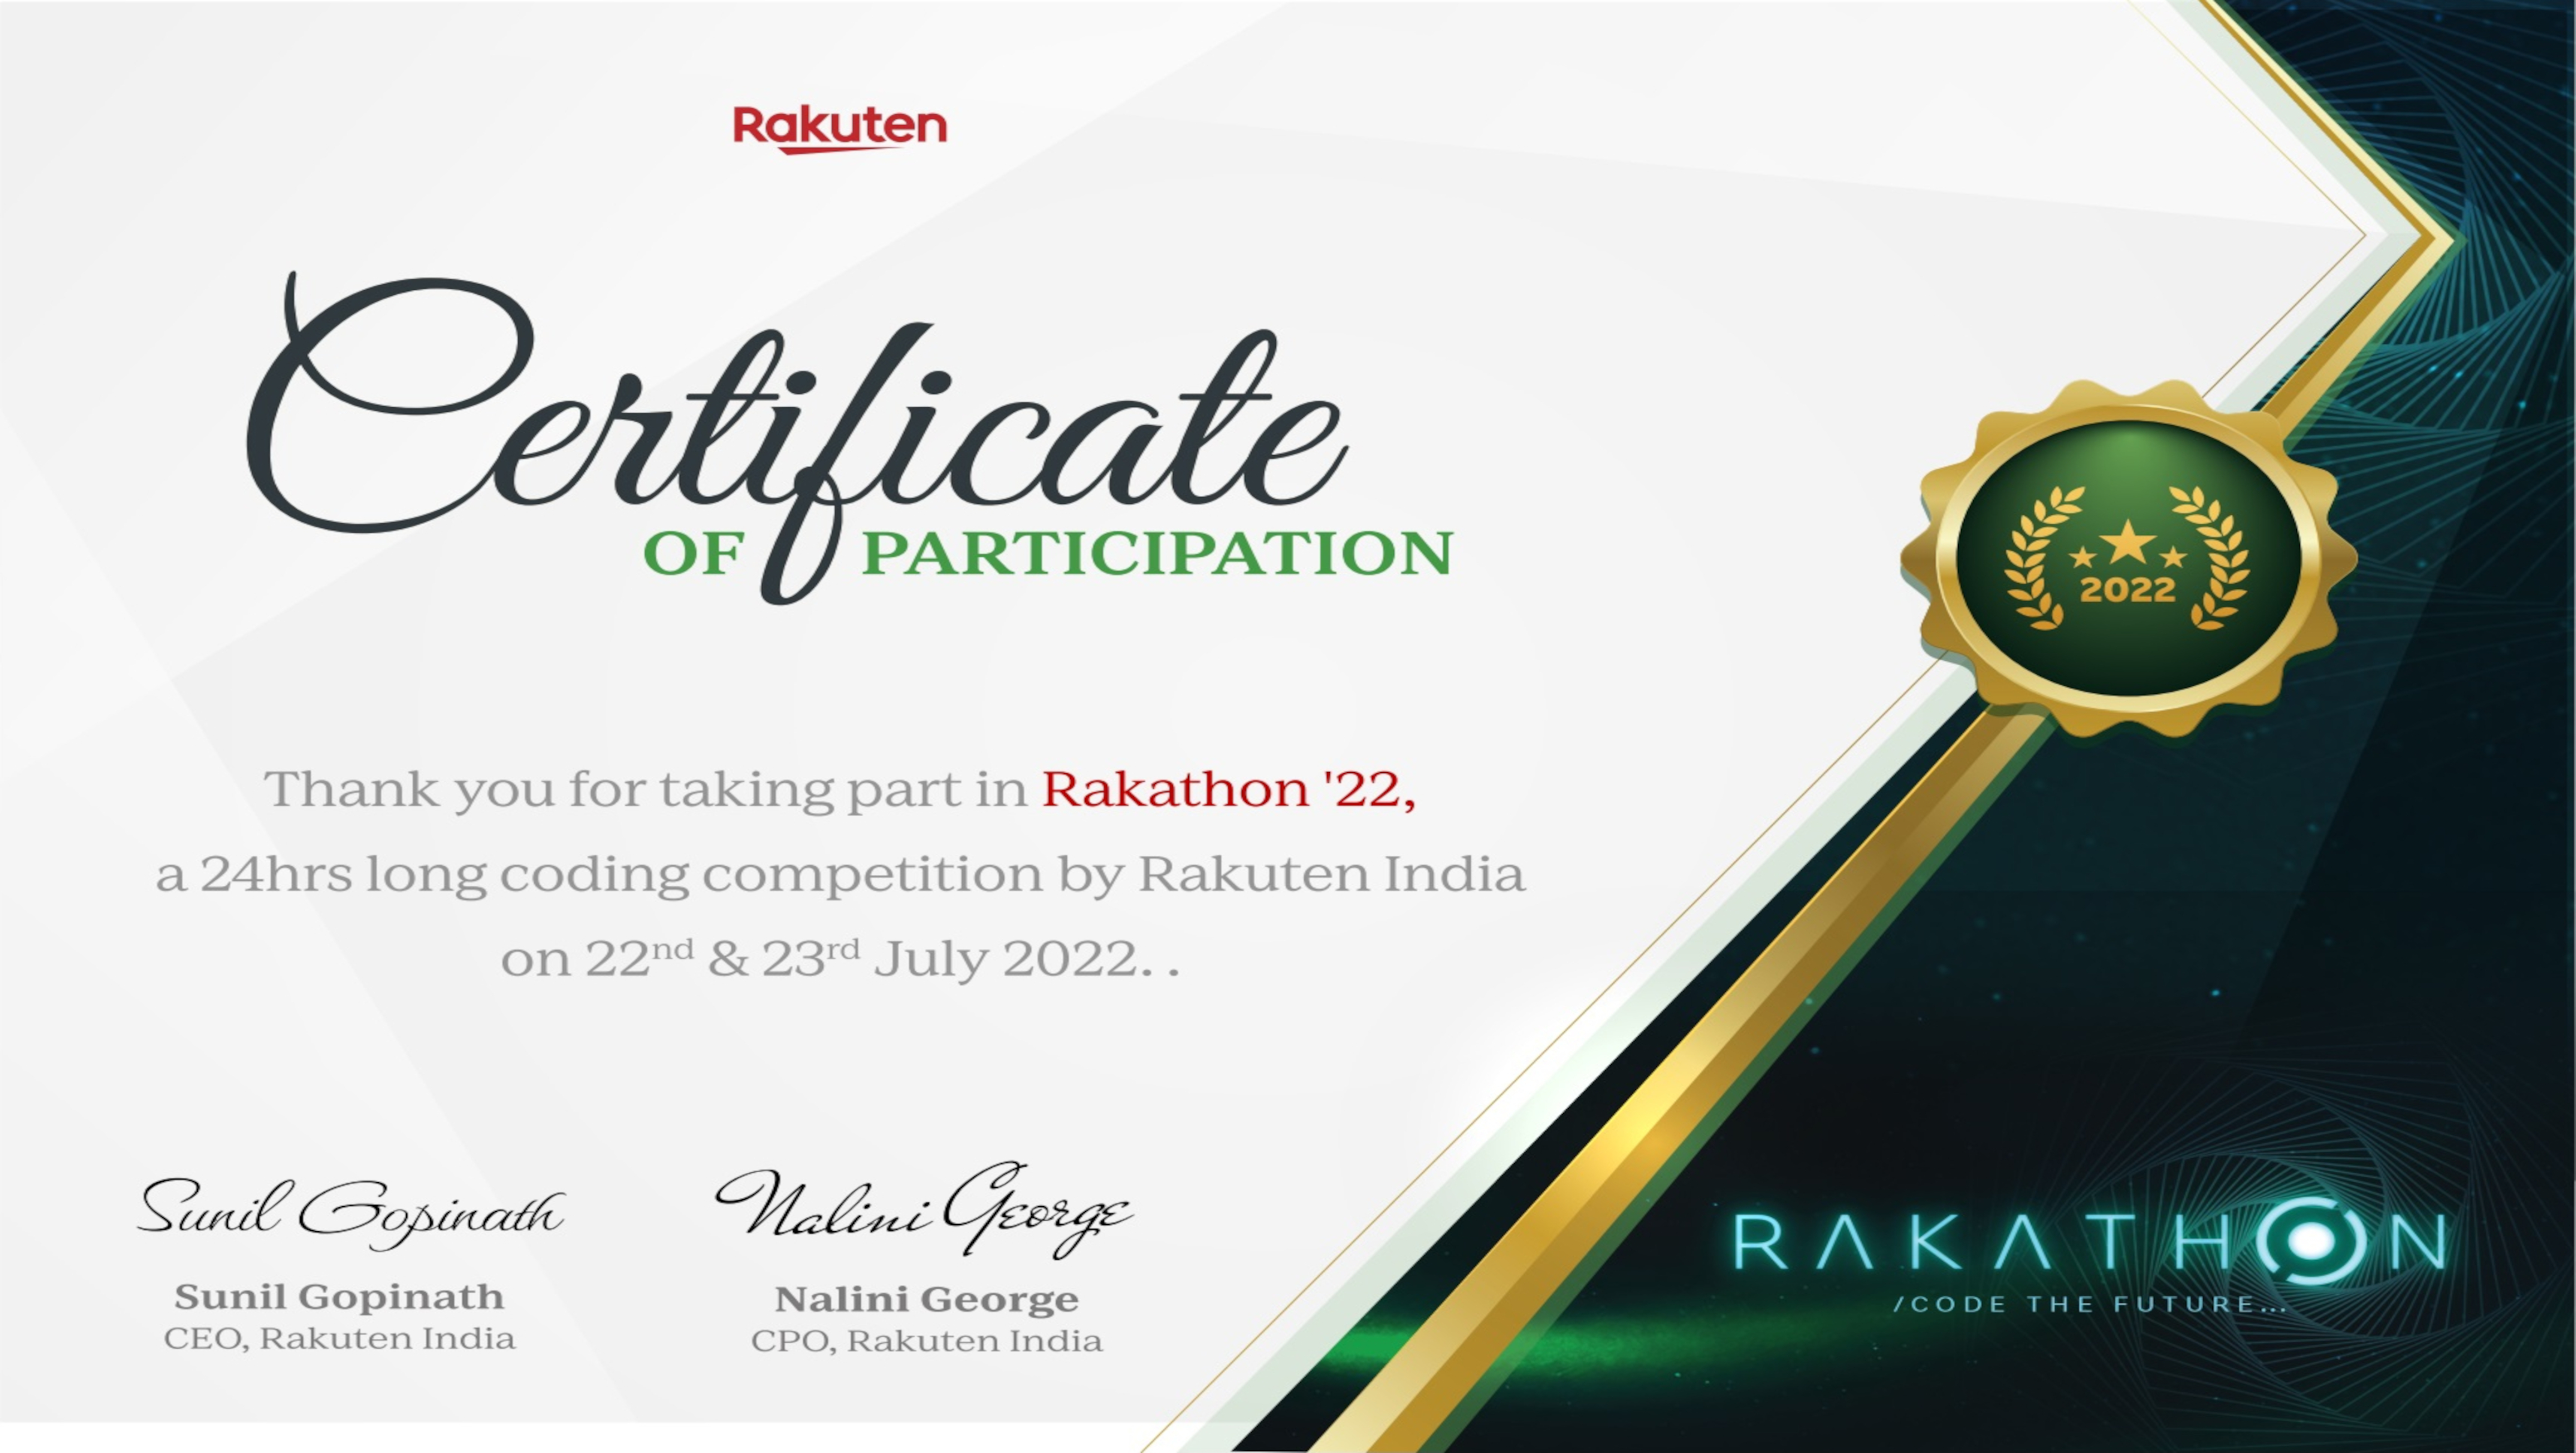 Rakuten
Certificate
OF PARTICIPATION
2022
Thank you for taking part in Rakathon '22,
a 24hrs long coding competition by Rakuten India
on 22nd & 23rd July 2022. .
Sunil Gopinath
Sunil Gopinath
CEO, Rakuten India
Nalini George
Nalini George
CPO, Rakuten India
RAKATHON
/CODE THE FUTURE...